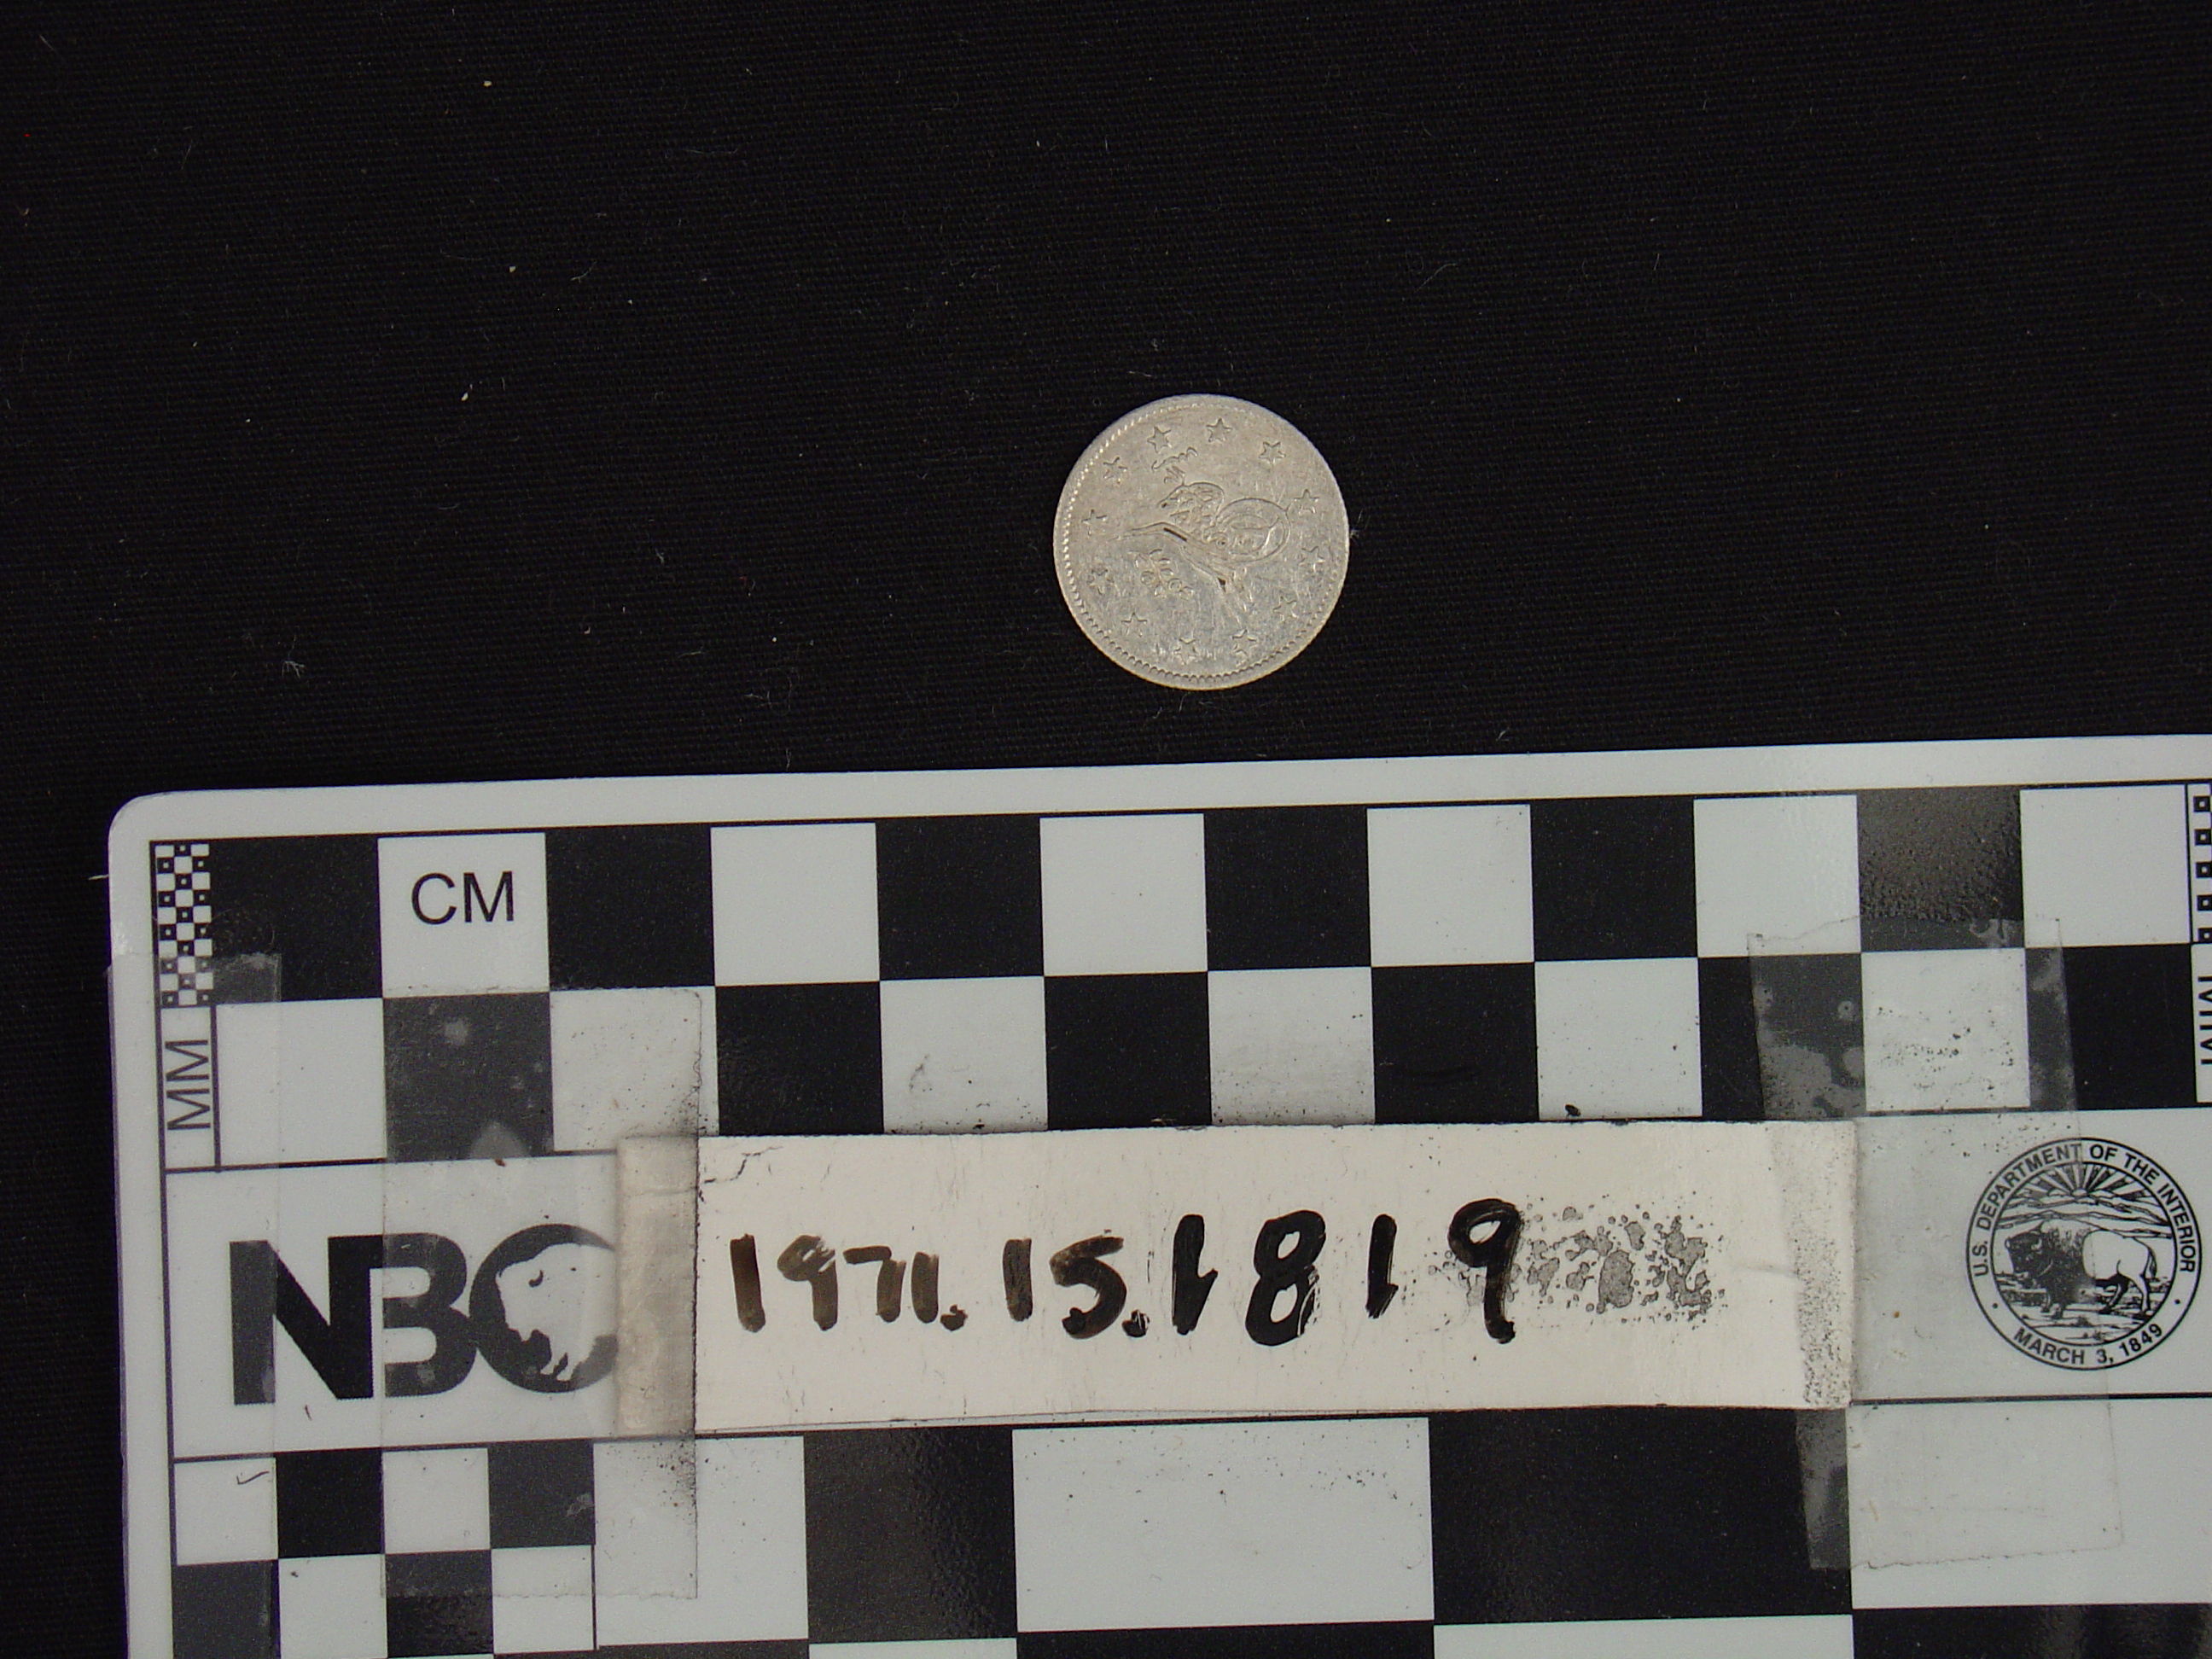 CM
MM
NBC
1971.15.1819
U.S. DEPARTMENT OF THE INTERIOR
MARCH 3, 1849